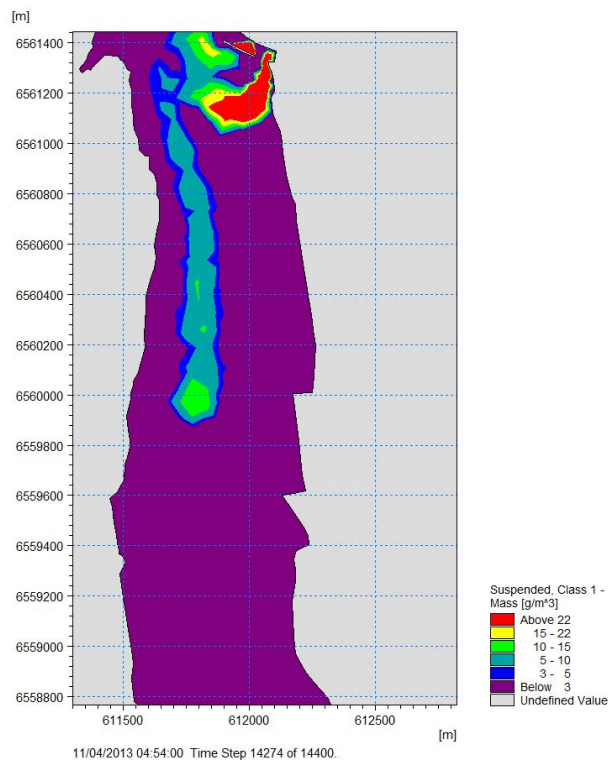 [m]
6561400
6561200
6561000
6560800
6560600
6560400
6560200
6560000
6559800
6559600
6559400
6559200
6559000
6558800
611500 612000 612500
[m]
11/04/2013 04:54:00 Time Step 14274 of 14400.
Suspended, Class 1 -
Mass [g/m^3]
Above 22
15 - 22
10 - 15
5 - 10
3 - 5
Below 3
Undefined Value